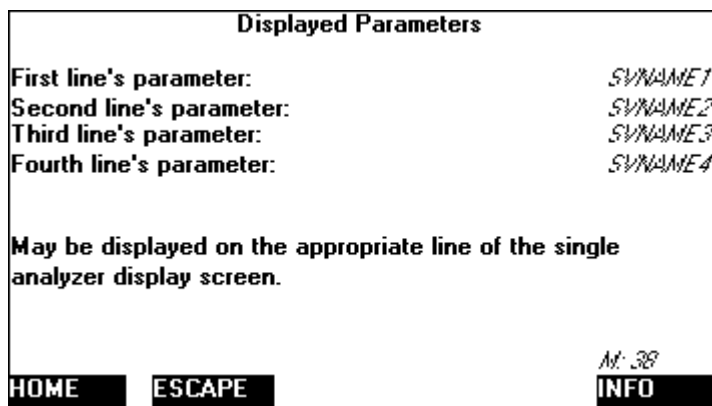 Displayed Parameters
First line's parameter: SVNAME1
Second line's parameter: SVNAME2
Third line's parameter: SVNAME3
Fourth line's parameter: SVNAME4
May be displayed on the appropriate line of the single
analyzer display screen.
M: 38
HOME ESCAPE INFO